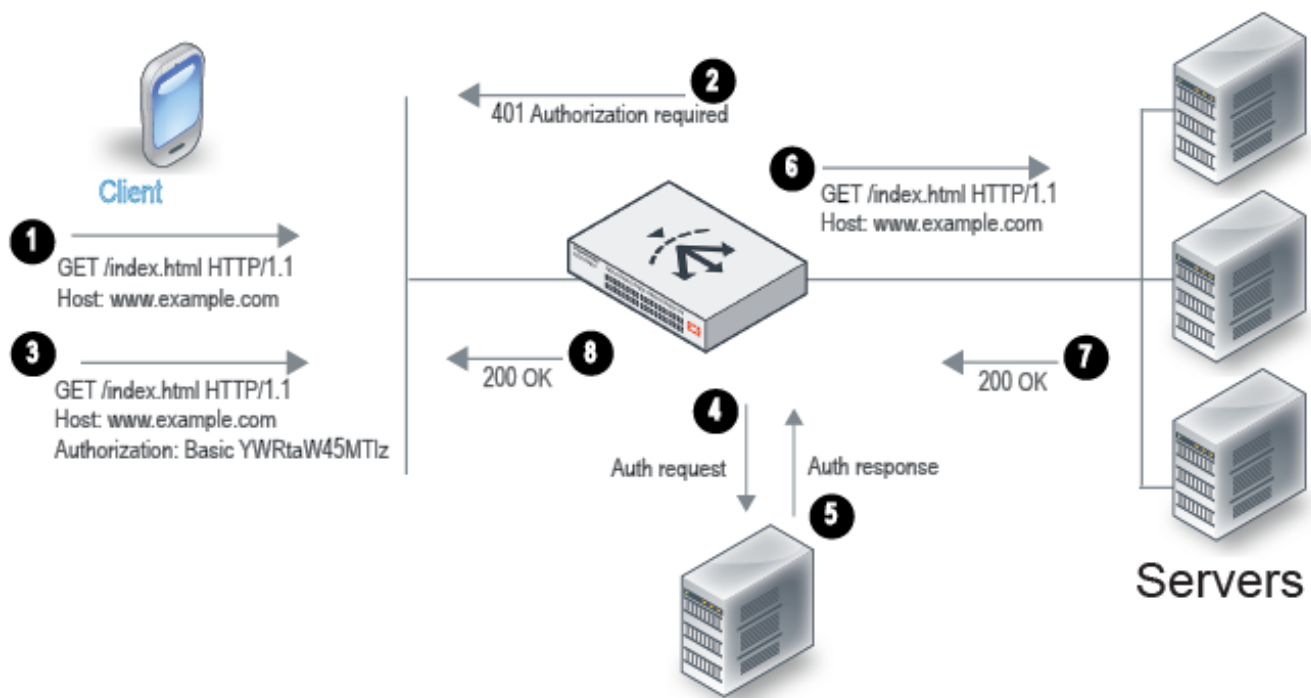 2
401 Authorization required
Client
6
GET /index.html HTTP/1.1
Host: www.example.com
1
GET /index.html HTTP/1.1
Host: www.example.com
3
GET /index.html HTTP/1.1
Host: www.example.com
Authorization: Basic YWRtaW45MTIz
8
200 OK
7
200 OK
4
Auth request
Auth response
5
Servers